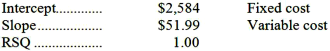 Intercept............. $2,584 Fixed cost
Slope................... $51.99 Variable cost
RSQ .................... 1.00